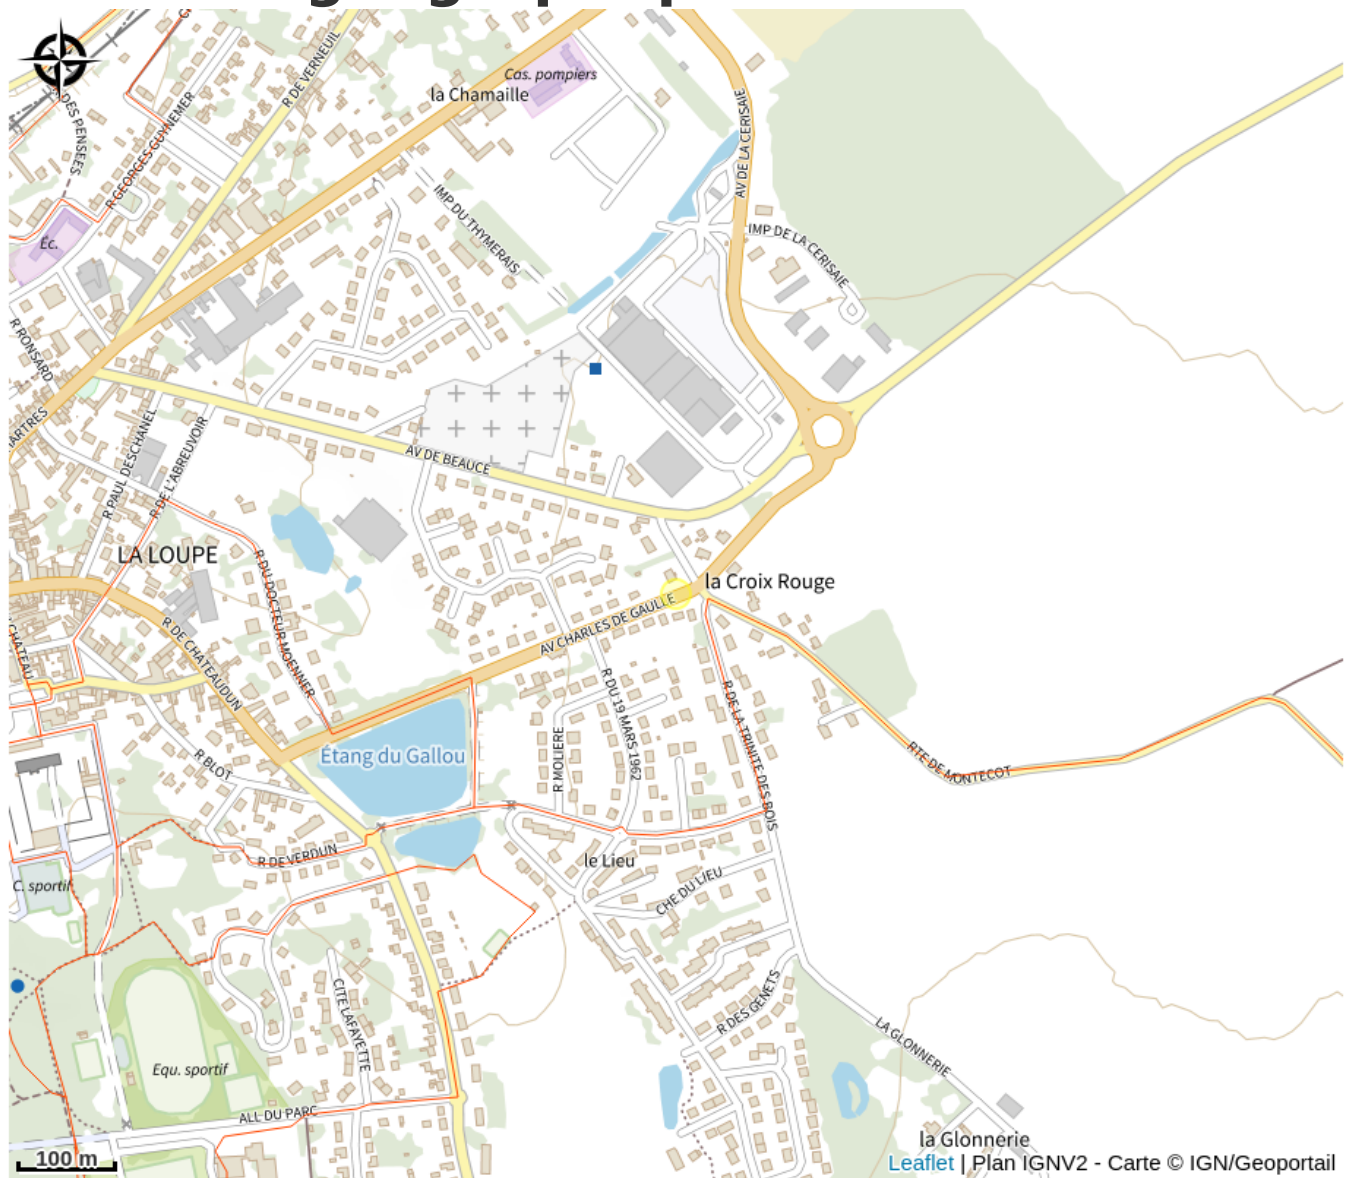 Cas. pompiers
la Chamaille
R DE VERNEUIL
DES PENSEES
R GEORGES GUYNEMER
AV DE LA CERISAIE
IMP DU THYMERAIS
IMP DE LA CERISAIE
Éc.
R RONSARD
ARTRES
R PAUL DESCHANEL
R DE L'ABREUVOIR
AV DE BEAUCE
LA LOUPE
R DU DOCTEUR MOENNER
la Croix Rouge
AV CHARLES DE GAULLE
CHATEAU
R DE CHATEAUDUN
R DU 19 MARS 1962
R DE LA TRINITE DES BOIS
R MOLIERE
Étang du Gallou
R BLOT
RTE DE MONTECOT
R DE VERDUN
le Lieu
C. sportif
CHE DU LIEU
CITE LAFAYETTE
R DES GENETS
LA GLONNERIE
Equ. sportif
ALL DU PARC
la Glonnerie
100 m
Leaflet | Plan IGNV2 - Carte © IGN/Geoportail